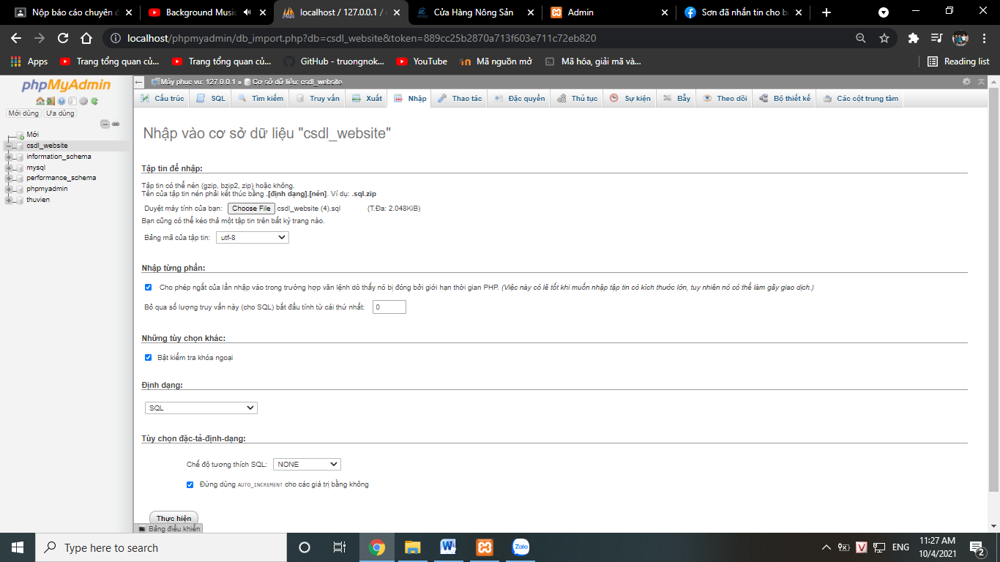 Nộp báo cáo chuyên đ
Background Music
localhost / 127.0.0.1 / c
Cửa Hàng Nông Sản
Admin
Sơn đã nhắn tin cho b
localhost/phpmyadmin/db_import.php?db=csdl_website&token=889cc25b2870a713f603e711c72eb820
Apps
Trang tổng quan củ...
Trang tổng quan củ...
GitHub - truongnok...
YouTube
Mã nguồn mở
Mã hóa, giải mã và...
Reading list
phpMyAdmin
Mới dùng Ưa dùng
Mới
csdl_website
information_schema
mysql
performance_schema
phpmyadmin
thuvien
Máy phục vụ: 127.0.0.1 » Cơ sở dữ liệu: csdl_website
Cấu trúc SQL Tìm kiếm Truy vấn Xuất Nhập Thao tác Đặc quyền Thủ tục Sự kiện Bẫy Theo dõi Bộ thiết kế Các cột trung tâm
Nhập vào cơ sở dữ liệu "csdl_website"
Tập tin để nhập:
Tập tin có thể nén (gzip, bzip2, zip) hoặc không.
Tên của tập tin nén phải kết thúc bằng .[định dạng].[nén]. Ví dụ: .sql.zip
Duyệt máy tính của bạn: Choose File csdl_website (4).sql (T.Đa: 2.048KiB)
Bạn cũng có thể kéo thả một tập tin trên bất kỳ trang nào.
Bảng mã của tập tin: utf-8
Nhập từng phần:
Cho phép ngắt của lần nhập vào trong trường hợp văn lệnh dò thấy nó bị đóng bởi giới hạn thời gian PHP. (Việc này có lẽ tốt khi muốn nhập tập tin có kích thước lớn, tuy nhiên nó có thể làm gãy giao dịch.)
Bỏ qua số lượng truy vấn này (cho SQL) bắt đầu tính từ cái thứ nhất: 0
Những tùy chọn khác:
Bật kiểm tra khóa ngoại
Định dạng:
SQL
Tùy chọn đặc-tả-định-dạng:
Chế độ tương thích SQL: NONE
Đừng dùng AUTO_INCREMENT cho các giá trị bằng không
Thực hiện
Bảng điều khiển
Type here to search
W
Zalo
V
ENG
11:27 AM
10/4/2021
2